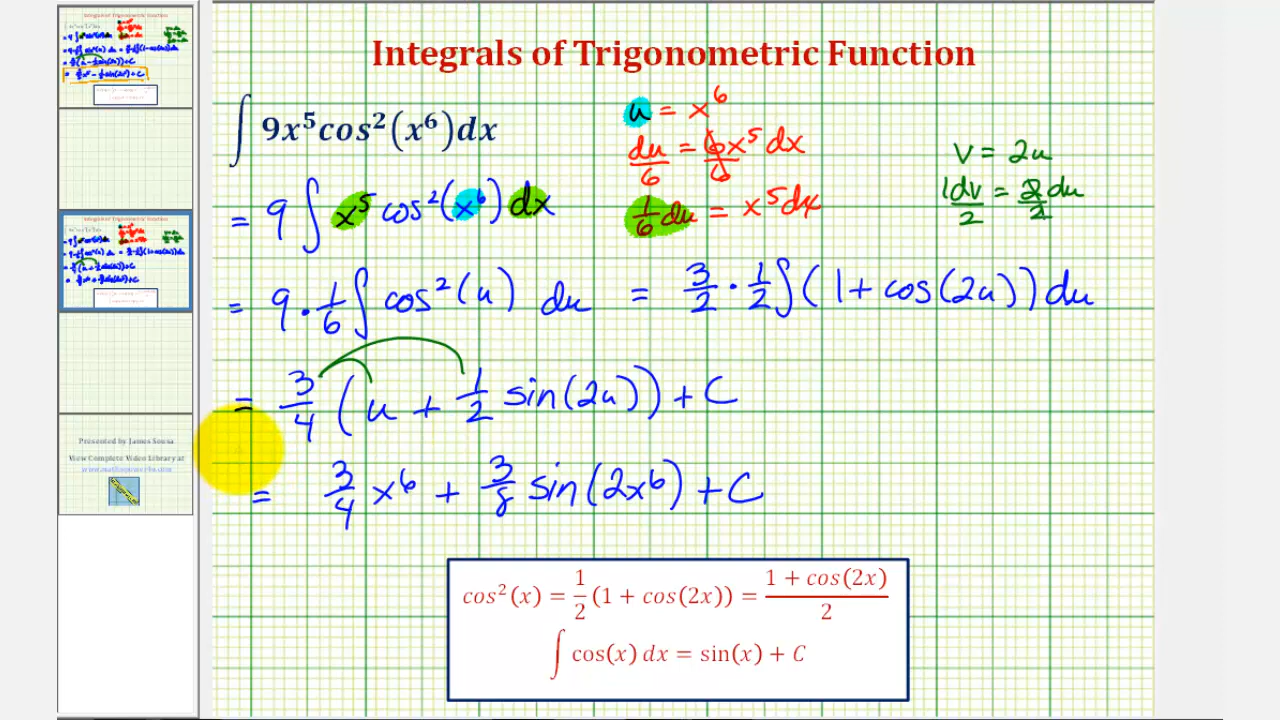 Integrals of Trigonometric Function
∫ 9x⁵cos²(x⁶)dx
= 9 ∫ x⁵ cos²(x⁶) dx
u = x⁶
du/6 = 6x⁵dx/6
1/6 du = x⁵dx
v = 2u
1dv/2 = 2du/2
= 9 · 1/6 ∫ cos²(u) du = 3/2 · 1/2 ∫ (1 + cos(2u)) du
= 3/4 (u + 1/2 sin(2u)) + C
= 3/4 x⁶ + 3/8 sin(2x⁶) + C
cos²(x) = 1/2 (1 + cos(2x)) = (1 + cos(2x))/2
∫ cos(x) dx = sin(x) + C
Presented by James Sousa
View Complete Video Library at